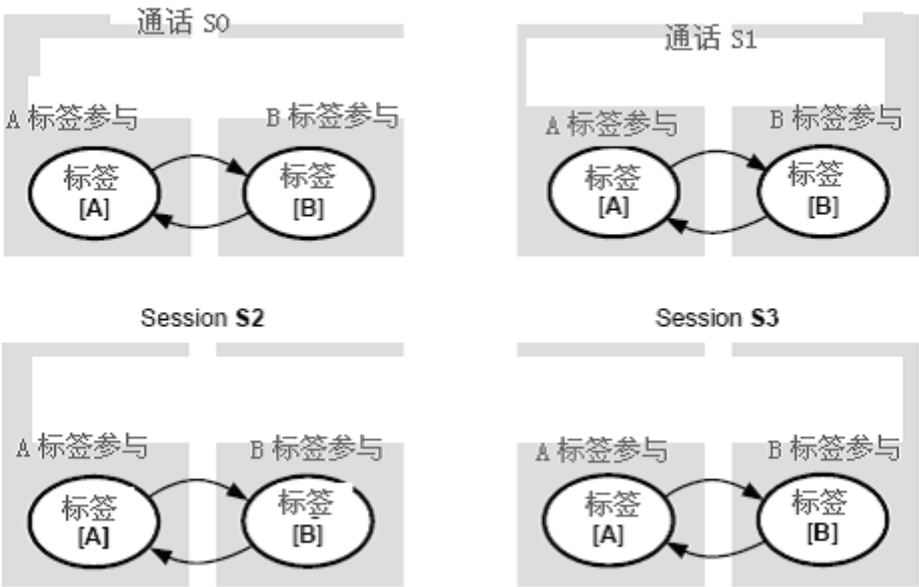 通话 S0
通话 S1
A 标签参与
B 标签参与
A 标签参与
B 标签参与
标签
[A]
标签
[B]
标签
[A]
标签
[B]
Session S2
Session S3
A 标签参与
B 标签参与
A 标签参与
B 标签参与
标签
[A]
标签
[B]
标签
[A]
标签
[B]